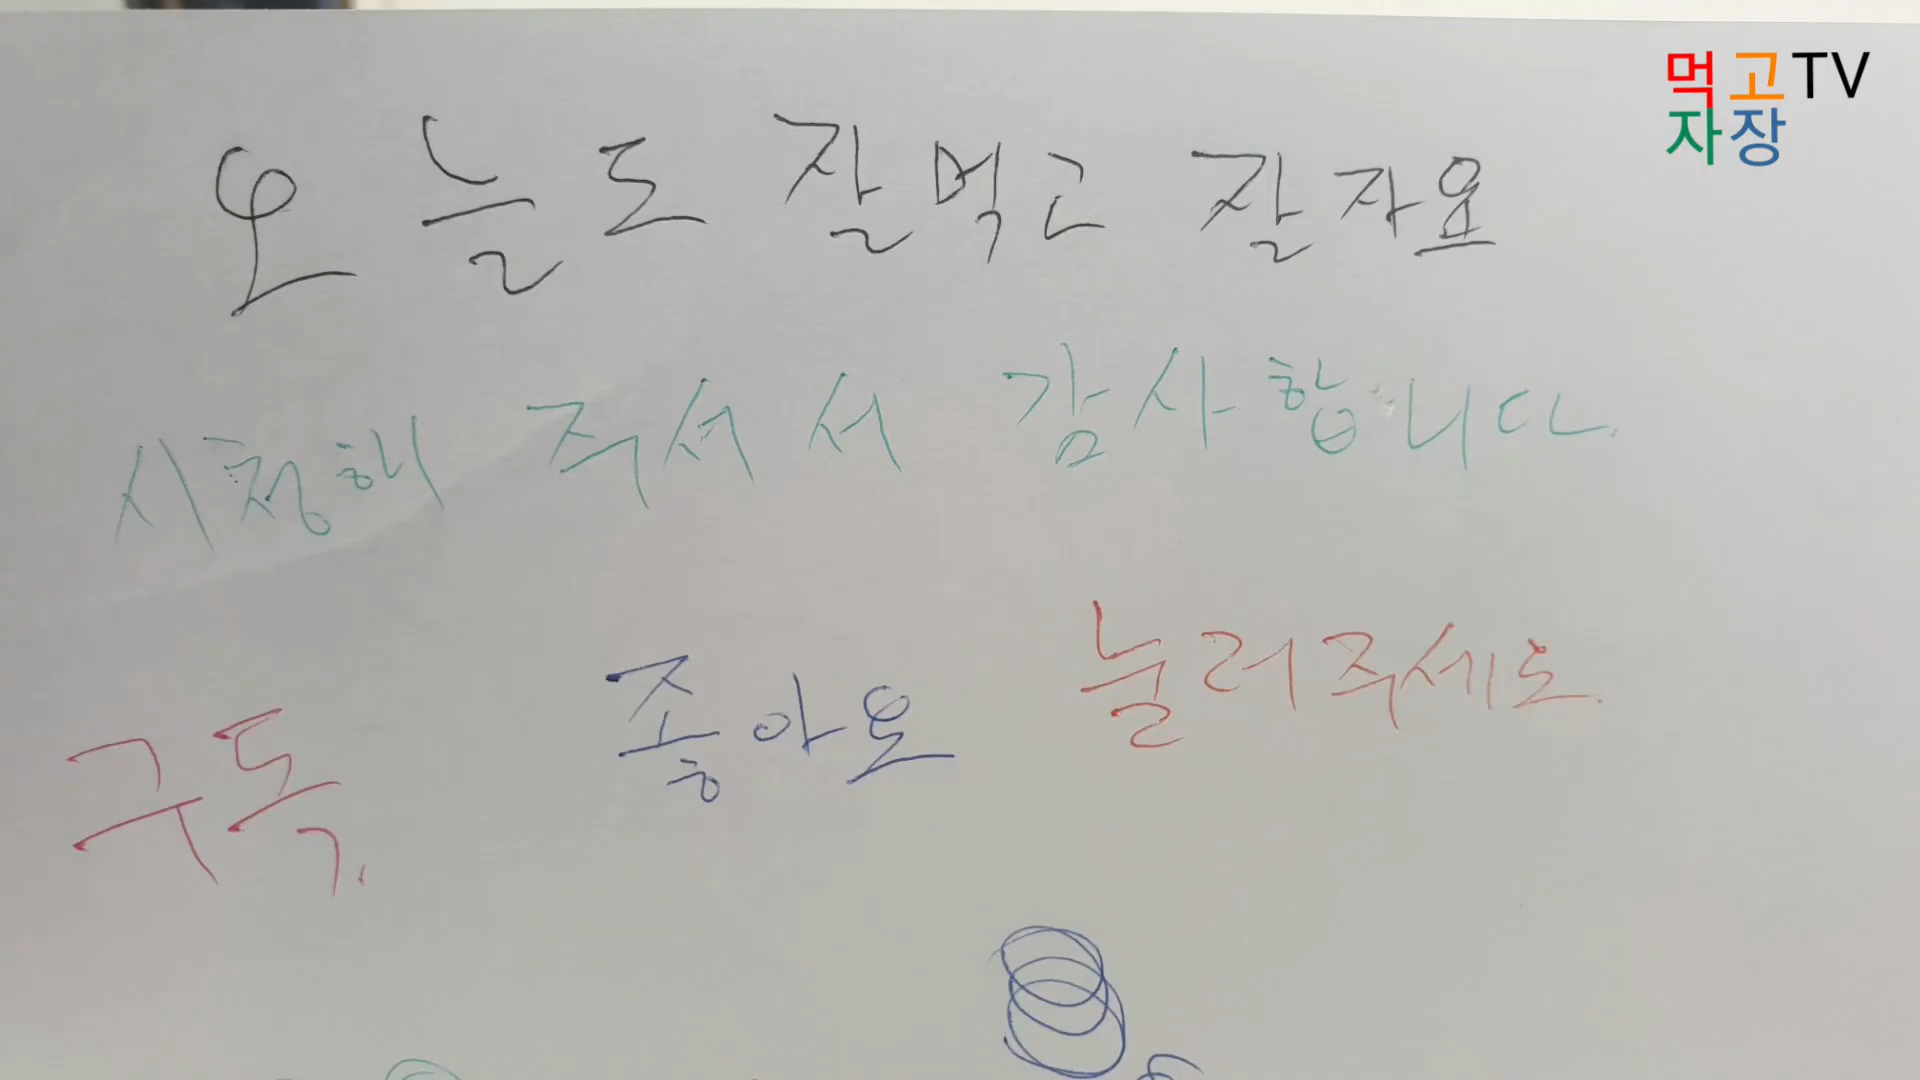 먹고TV
자장
오늘도 잘먹고 잘자요
시청해 주셔서 감사합니다.
구독. 좋아요 눌러주세요.